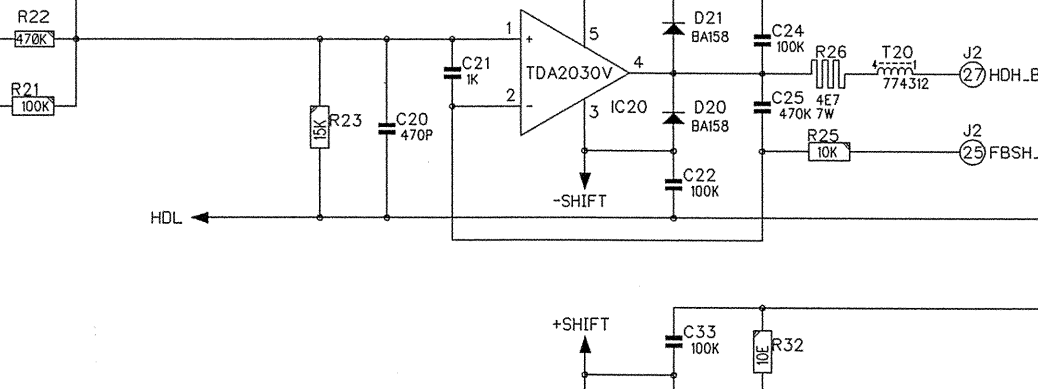 R22
470K
R21
100K
R23
15K
C20
470P
C21
1K
1
+
2
-
TDA2030V
5
4
3
IC20
D21
BA158
D20
BA158
C22
100K
-SHIFT
C24
100K
C25
470K
R26
4E7
7W
T20
4 1
774312
J2
27 HDH_B
R25
10K
J2
25 FBSH_
HDL
+SHIFT
C33
100K
R32
10E